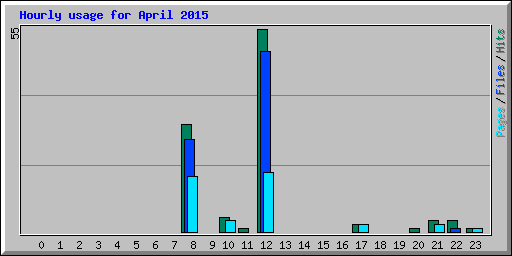 Hourly usage for April 2015
55
Pages/Files/Hits
0 1 2 3 4 5 6 7 8 9 10 11 12 13 14 15 16 17 18 19 20 21 22 23